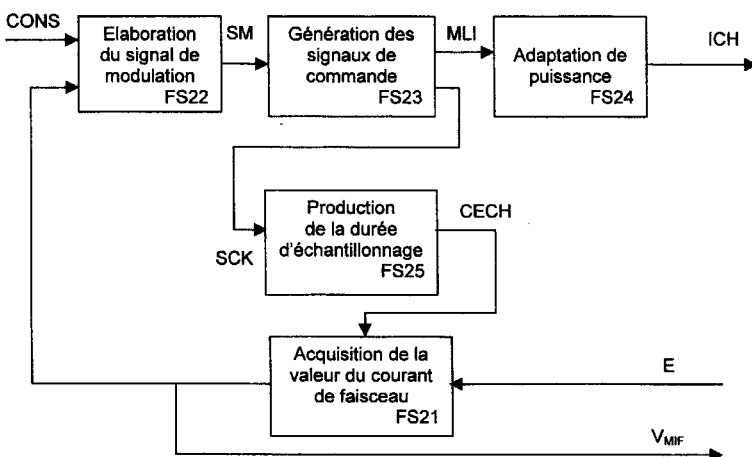 CONS
Elaboration
du signal de
modulation
FS22
SM
Génération des
signaux de
commande
FS23
MLI
Adaptation de
puissance
FS24
ICH
SCK
Production
de la durée
d'échantillonnage
FS25
CECH
Acquisition de la
valeur du courant
de faisceau
FS21
E
VMIF